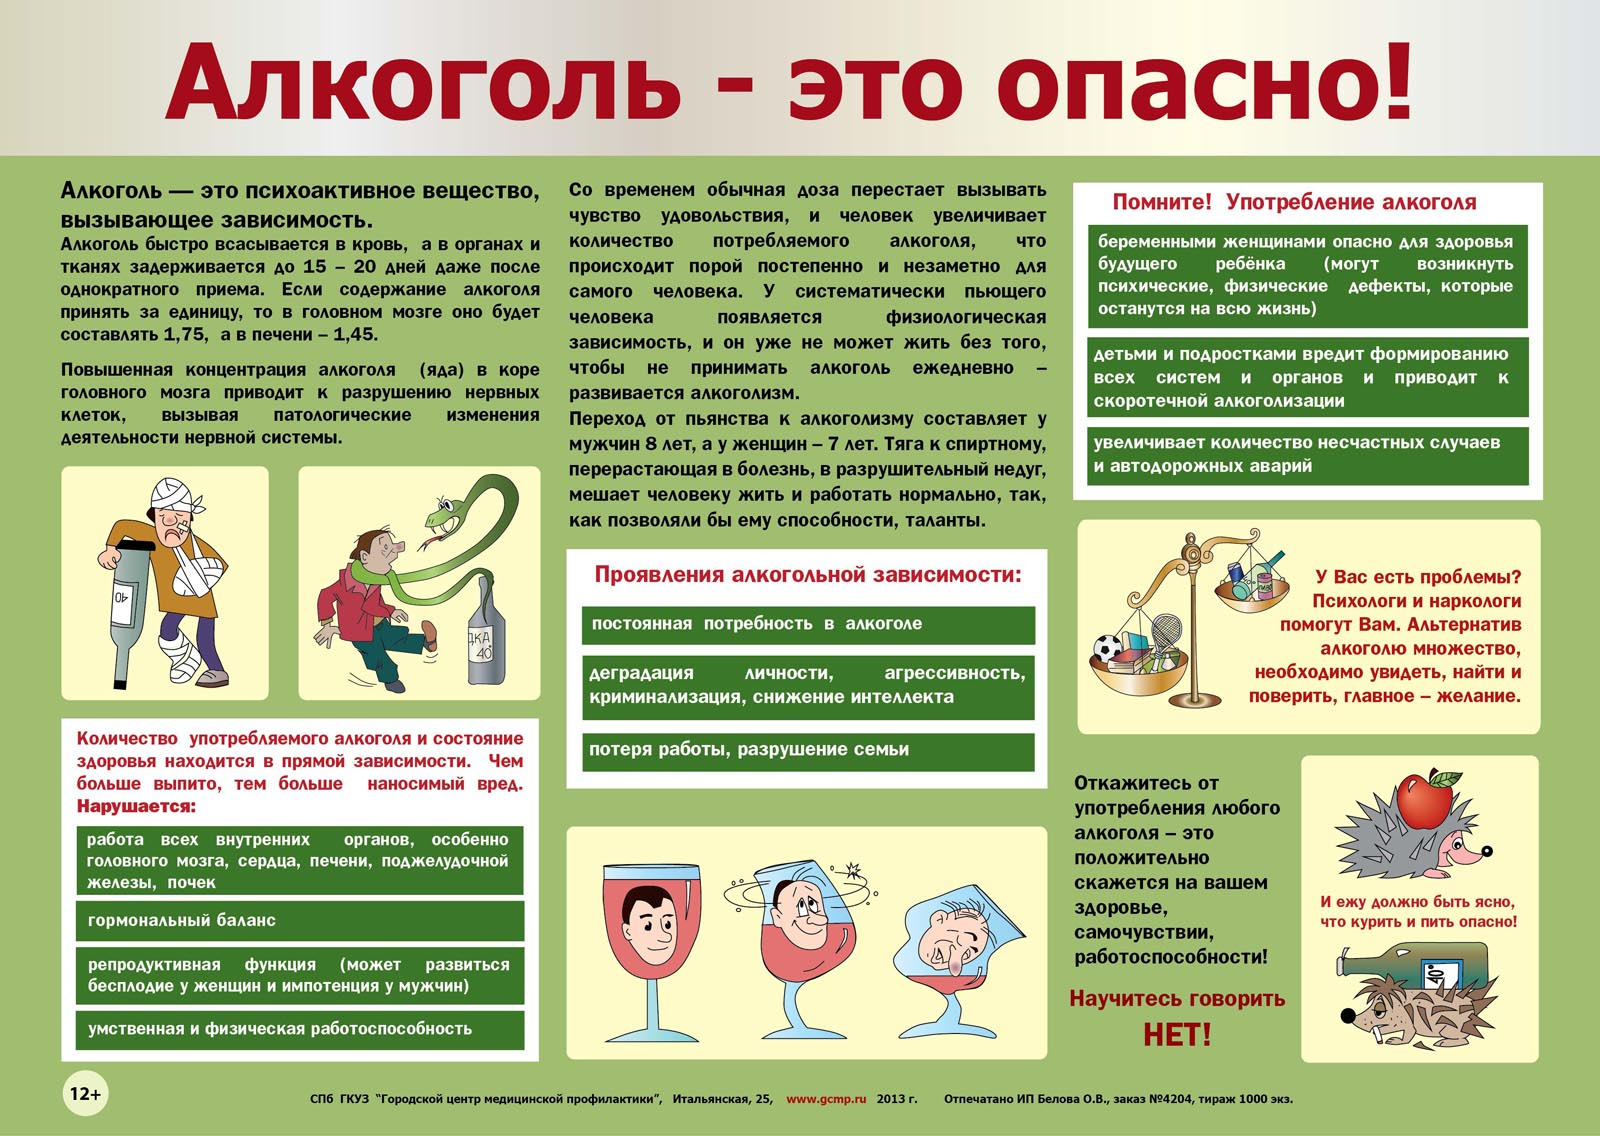 Алкоголь - это опасно!
Алкоголь — это психоактивное вещество,
вызывающее зависимость.
Алкоголь быстро всасывается в кровь, а в органах и
тканях задерживается до 15 – 20 дней даже после
однократного приема. Если содержание алкоголя
принять за единицу, то в головном мозге оно будет
составлять 1,75, а в печени – 1,45.
Повышенная концентрация алкоголя (яда) в коре
головного мозга приводит к разрушению нервных
клеток, вызывая патологические изменения
деятельности нервной системы.
40
ДКА
40°
Количество употребляемого алкоголя и состояние
здоровья находится в прямой зависимости. Чем
больше выпито, тем больше наносимый вред.
Нарушается:
работа всех внутренних органов, особенно
головного мозга, сердца, печени, поджелудочной
железы, почек
гормональный баланс
репродуктивная функция (может развиться
бесплодие у женщин и импотенция у мужчин)
умственная и физическая работоспособность
Со временем обычная доза перестает вызывать
чувство удовольствия, и человек увеличивает
количество потребляемого алкоголя, что
происходит порой постепенно и незаметно для
самого человека. У систематически пьющего
человека появляется физиологическая
зависимость, и он уже не может жить без того,
чтобы не принимать алкоголь ежедневно –
развивается алкоголизм.
Переход от пьянства к алкоголизму составляет у
мужчин 8 лет, а у женщин – 7 лет. Тяга к спиртному,
перерастающая в болезнь, в разрушительный недуг,
мешает человеку жить и работать нормально, так,
как позволяли бы ему способности, таланты.
Проявления алкогольной зависимости:
постоянная потребность в алкоголе
деградация личности, агрессивность,
криминализация, снижение интеллекта
потеря работы, разрушение семьи
Помните! Употребление алкоголя
беременными женщинами опасно для здоровья
будущего ребёнка (могут возникнуть
психические, физические дефекты, которые
останутся на всю жизнь)
детьми и подростками вредит формированию
всех систем и органов и приводит к
скоротечной алкоголизации
увеличивает количество несчастных случаев
и автодорожных аварий
У Вас есть проблемы?
Психологи и наркологи
помогут Вам. Альтернатив
алкоголю множество,
необходимо увидеть, найти и
поверить, главное – желание.
Откажитесь от
употребления любого
алкоголя – это
положительно
скажется на вашем
здоровье,
самочувствии,
работоспособности!
Научитесь говорить
НЕТ!
И ежу должно быть ясно,
что курить и пить опасно!
40°
12+
СПб ГКУЗ "Городской центр медицинской профилактики", Итальянская, 25, www.gcmp.ru 2013 г. Отпечатано ИП Белова О.В., заказ №4204, тираж 1000 экз.